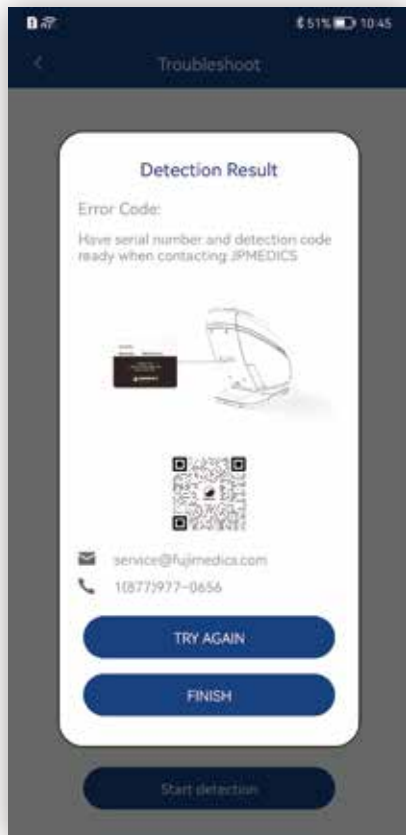 51% 10:45
Troubleshoot
Detection Result
Error Code:
Have serial number and detection code
ready when contacting JPMEDICS
service@fujimedics.com
1(877)977-0656
TRY AGAIN
FINISH
Start detection